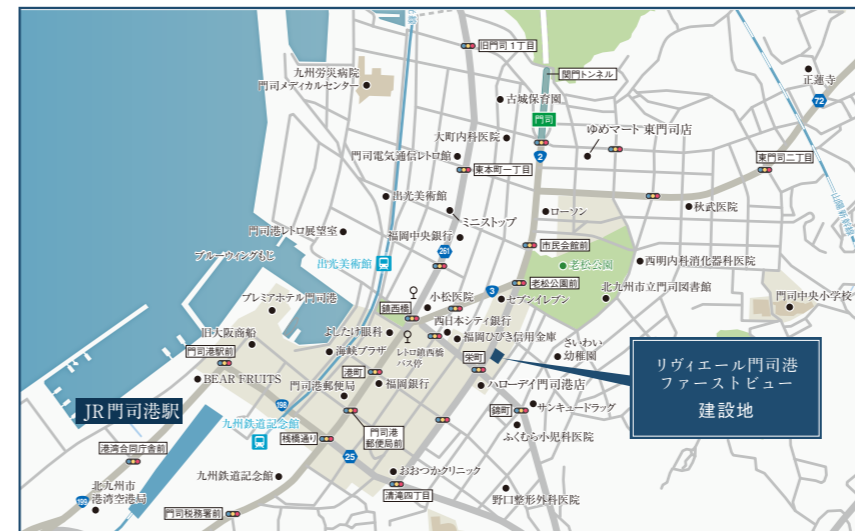 旧門司1丁目
九州労災病院
門司メディカルセンター
関門トンネル
正蓮寺
72
古城保育園
門司
大町内科医院
ゆめマート 東門司店
2
門司電気通信レトロ館
東本町一丁目
東門司二丁目
山陽新幹線
出光美術館
ミニストップ
ローソン
秋武医院
門司港レトロ展望室
福岡中央銀行
市民会館前
ブルーウィングもじ
261
出光美術館
老松公園
西明内科消化器科医院
3
老松公園前
プレミアホテル門司港
小松医院
セブンイレブン
北九州市立門司図書館
門司中央小学校
鎮西橋
旧大阪商船
よしたけ眼科
西日本シティ銀行
福岡ひびき信用金庫
さいわい
幼稚園
門司港駅前
海峡プラザ
レトロ鎮西橋
バス停
栄町
リヴィエール門司港
ファーストビュー
建設地
BEAR FRUITS
港町
門司港郵便局
福岡銀行
ハローデイ門司港店
JR門司港駅
198
錦町
サンキュードラッグ
九州鉄道記念館
門司港
郵便局前
ふくむら小児科医院
桟橋通り
港湾合同庁舎前
25
九州鉄道記念館
おおつかクリニック
北九州市
港湾空港局
199
清滝四丁目
野口整形外科医院
門司税務署前